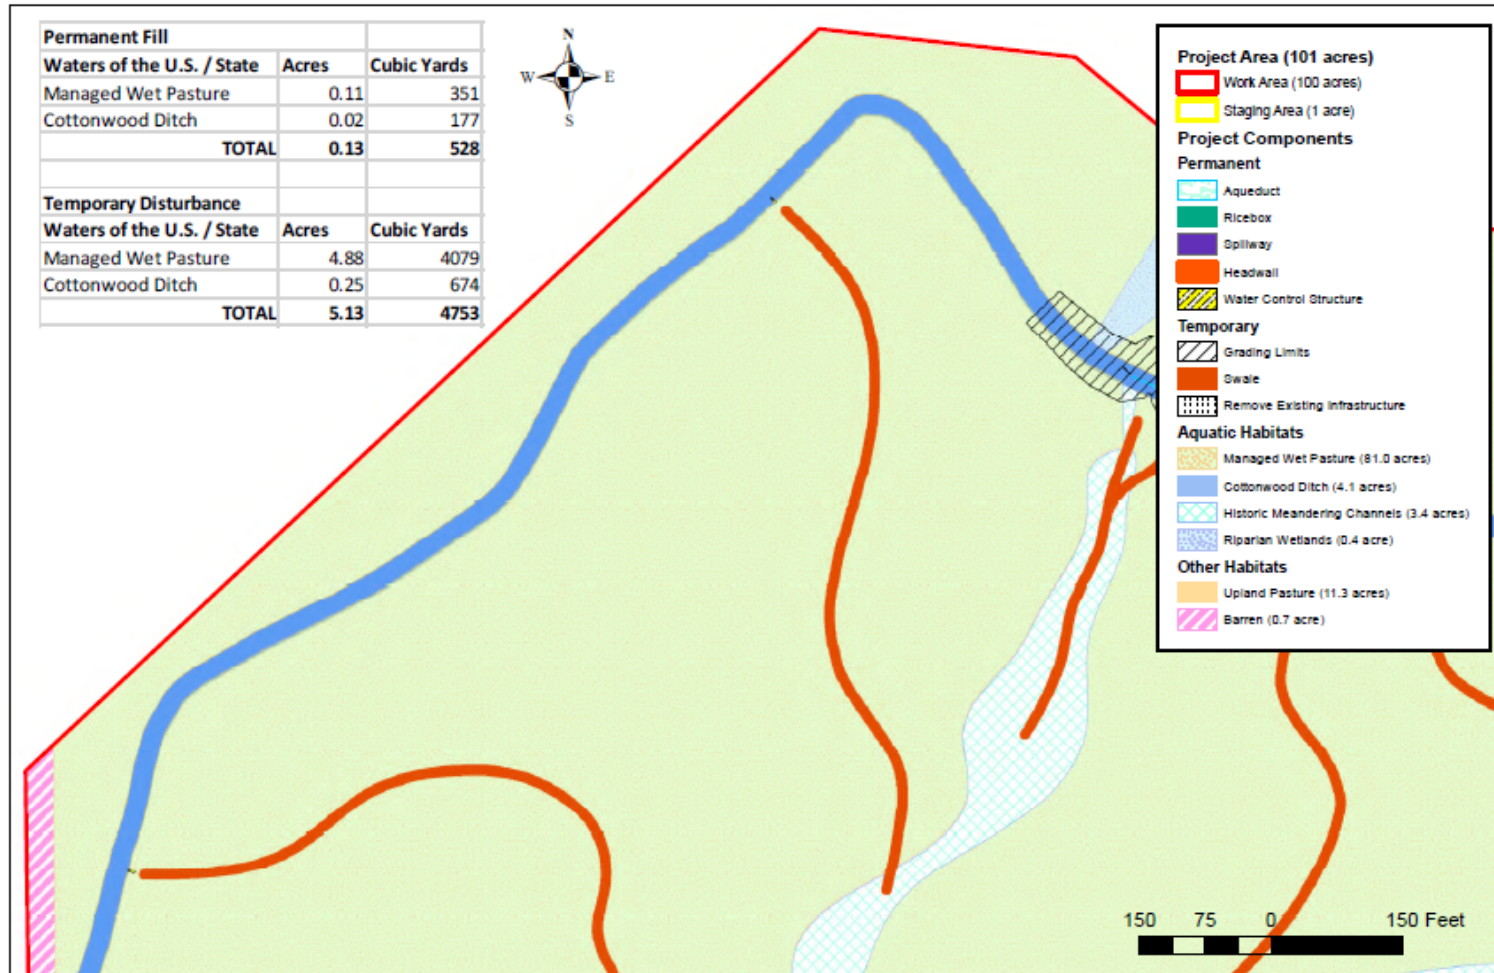 Permanent Fill
Waters of the U.S. / State Acres Cubic Yards
Managed Wet Pasture 0.11 351
Cottonwood Ditch 0.02 177
TOTAL 0.13 528
Temporary Disturbance
Waters of the U.S. / State Acres Cubic Yards
Managed Wet Pasture 4.88 4079
Cottonwood Ditch 0.25 674
TOTAL 5.13 4753
N
W E
S
Project Area (101 acres)
Work Area (100 acres)
Staging Area (1 acre)
Project Components
Permanent
Aqueduct
Ricebox
Spillway
Headwall
Water Control Structure
Temporary
Grading Limits
Swale
Remove Existing Infrastructure
Aquatic Habitats
Managed Wet Pasture (81.0 acres)
Cottonwood Ditch (4.1 acres)
Historic Meandering Channels (3.4 acres)
Riparian Wetlands (0.4 acre)
Other Habitats
Upland Pasture (11.3 acres)
Barren (0.7 acre)
150 75 0 150 Feet